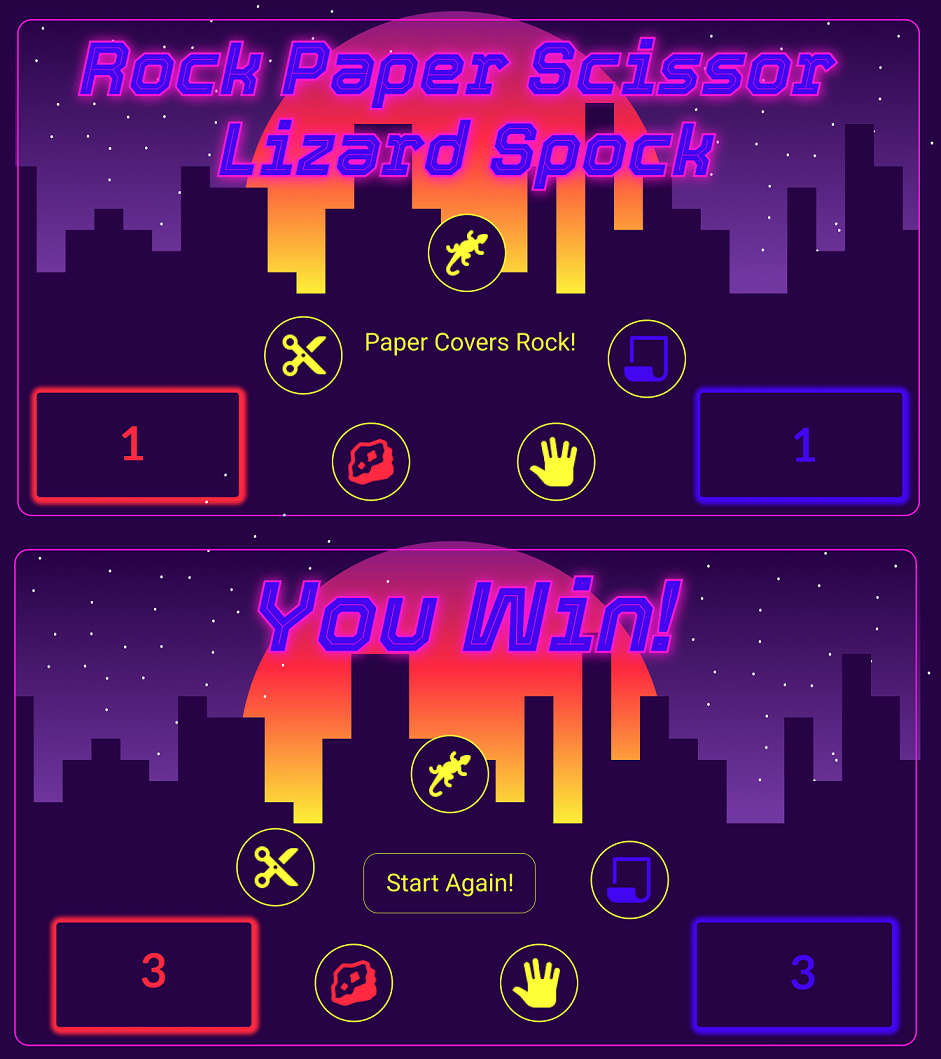 Rock Paper Scissor
Lizard Spock
Paper Covers Rock!
1
1
You Win!
Start Again!
3
3